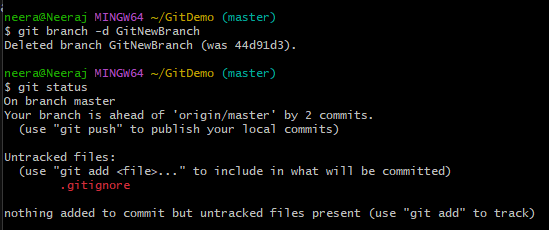 neera@Neeraj MINGW64 ~/GitDemo (master)
$ git branch -d GitNewBranch
Deleted branch GitNewBranch (was 44d91d3).
neera@Neeraj MINGW64 ~/GitDemo (master)
$ git status
On branch master
Your branch is ahead of 'origin/master' by 2 commits.
  (use "git push" to publish your local commits)
Untracked files:
  (use "git add <file>..." to include in what will be committed)
        .gitignore
nothing added to commit but untracked files present (use "git add" to track)